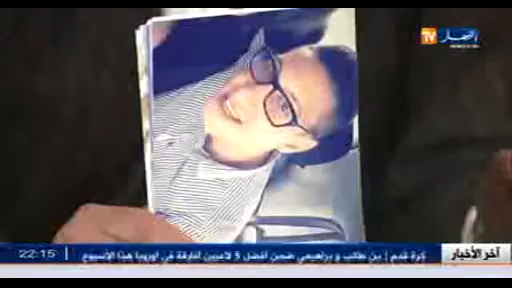 النهار TV
آخر الأخبار
كرة قدم | بن طالب و براهيمي ضمن أفضل 5 لاعبين أفارقة في أوروبا هذا الأسبوع
22:15